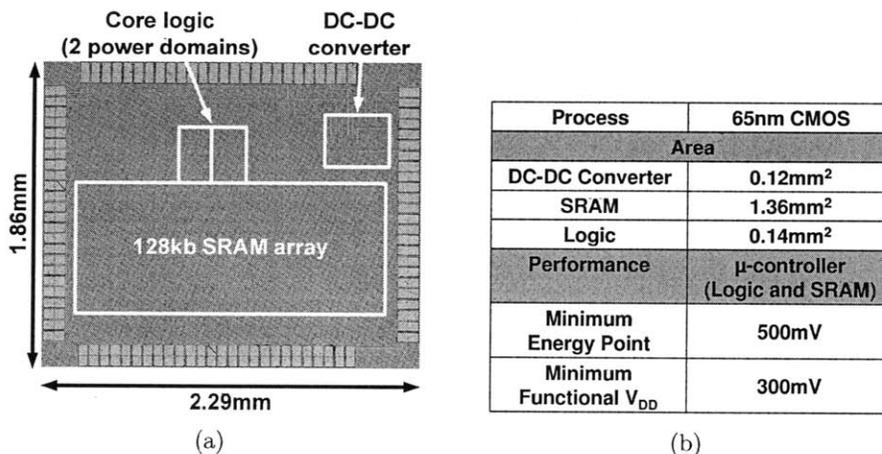 Core logic
(2 power domains)
DC-DC
converter
1.86mm
128kb SRAM array
2.29mm
(a)
Process 65nm CMOS
Area
DC-DC Converter 0.12mm²
SRAM 1.36mm²
Logic 0.14mm²
Performance µ-controller
(Logic and SRAM)
Minimum
Energy Point 500mV
Minimum
Functional V_DD 300mV
(b)